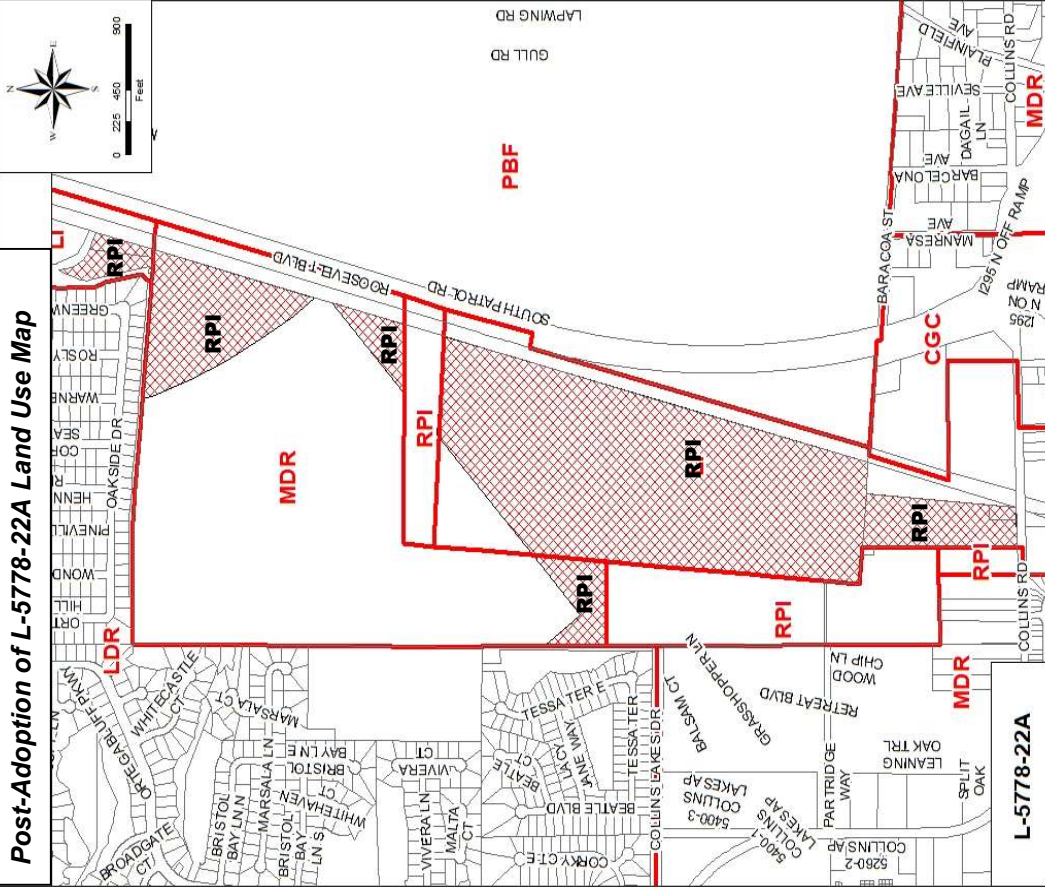 Post-Adoption of L-5778-22A Land Use Map
N
E
S
W
0 225 450 900
Feet
LI
RPI
LAPWING RD
GULL RD
PBF
ROOSEVELT BLVD
SOUTH PATROL RD
GREENW
ROSLY
WARNE
SEA
COR
HENN
PINEVILL
WOND
HILL
ORT
OAKSIDE DR
RPI
RPI
RPI
MDR
LDR
RPI
RPI
RPI
RPI
RPI
MDR
CGC
MDR
BARACOA ST
MANRESA
AVE
BARCELONA
AVE
DAGAIL
LN
SEVILLE AVE
PLAINFIELD
AVE
COLLINS RD
I295 N OFF RAMP
I295
N ON
RAMP
COLLINS RD
ORTEGA BLUFF PKWY
WHITECASTLE
CT
MARSALA CT
BROADGATE
CT
BRISTOL
BAY LN N
MARSALA LN
BRISTOL
BAY LN E
BRISTOL
BAY
LN S
WHITEHAVEN
CT
VIVERA LN
VIVERA
CT
MALTA
CT
TESSA TER E
BEATLE
CT
LACY
JANE WAY
TESSA TER
BEATLE BLVD
CORKY CT E
COLLINS LAKES DR
BALSAM CT
GRASSHOPPER LN
RETREAT BLVD
WOOD
CHIP LN
PARTRIDGE
WAY
5400-3
COLLINS
LAKES AP
5400-1
COLLINS
LAKES AP
5260-2
COLLINS AP
LEANING
OAK TRL
SPLIT
OAK
L-5778-22A